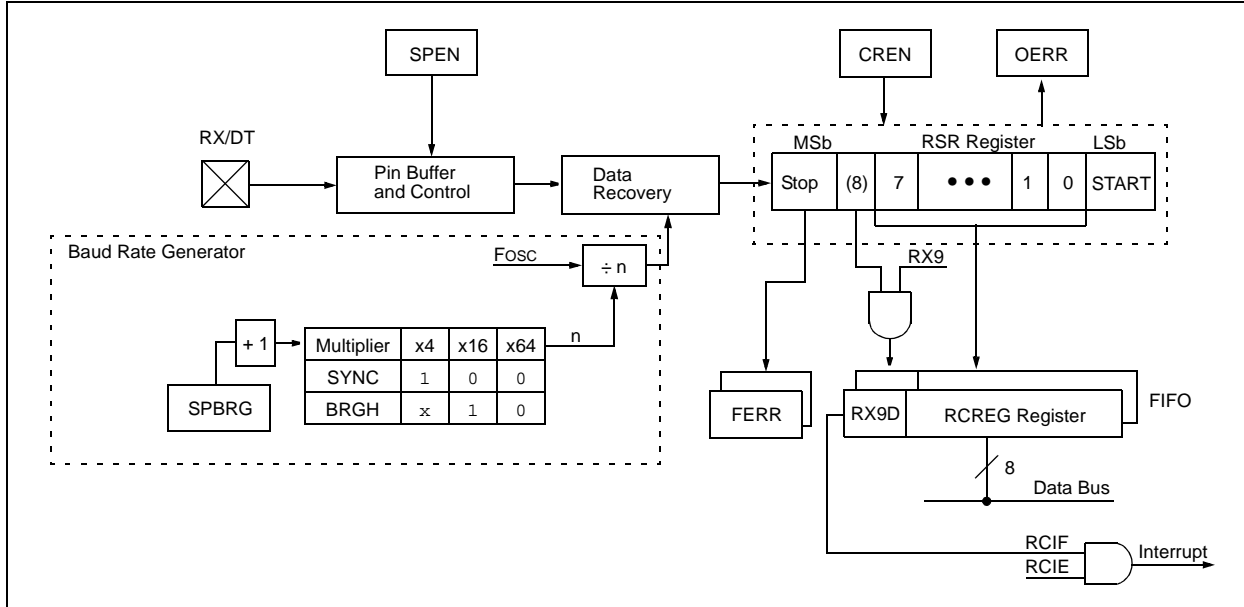 SPEN
CREN
OERR
RX/DT
MSb
RSR Register
LSb
Pin Buffer
and Control
Data
Recovery
Stop
(8)
7
• • •
1
0
START
Baud Rate Generator
FOSC
÷ n
RX9
n
+ 1
Multiplier x4 x16 x64
SYNC 1 0 0
BRGH x 1 0
SPBRG
FERR
RX9D
RCREG Register
FIFO
8
Data Bus
RCIF
RCIE
Interrupt